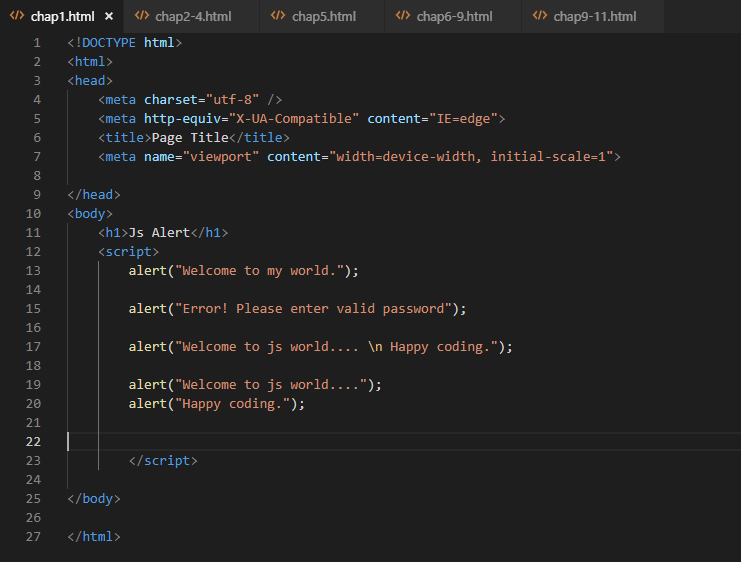 chap1.html × chap2-4.html chap5.html chap6-9.html chap9-11.html
1 <!DOCTYPE html>
2 <html>
3 <head>
4     <meta charset="utf-8" />
5     <meta http-equiv="X-UA-Compatible" content="IE=edge">
6     <title>Page Title</title>
7     <meta name="viewport" content="width=device-width, initial-scale=1">
8
9 </head>
10 <body>
11     <h1>Js Alert</h1>
12     <script>
13         alert("Welcome to my world.");
14
15         alert("Error! Please enter valid password");
16
17         alert("Welcome to js world.... \n Happy coding.");
18
19         alert("Welcome to js world....");
20         alert("Happy coding.");
21
22
23         </script>
24
25 </body>
26
27 </html>